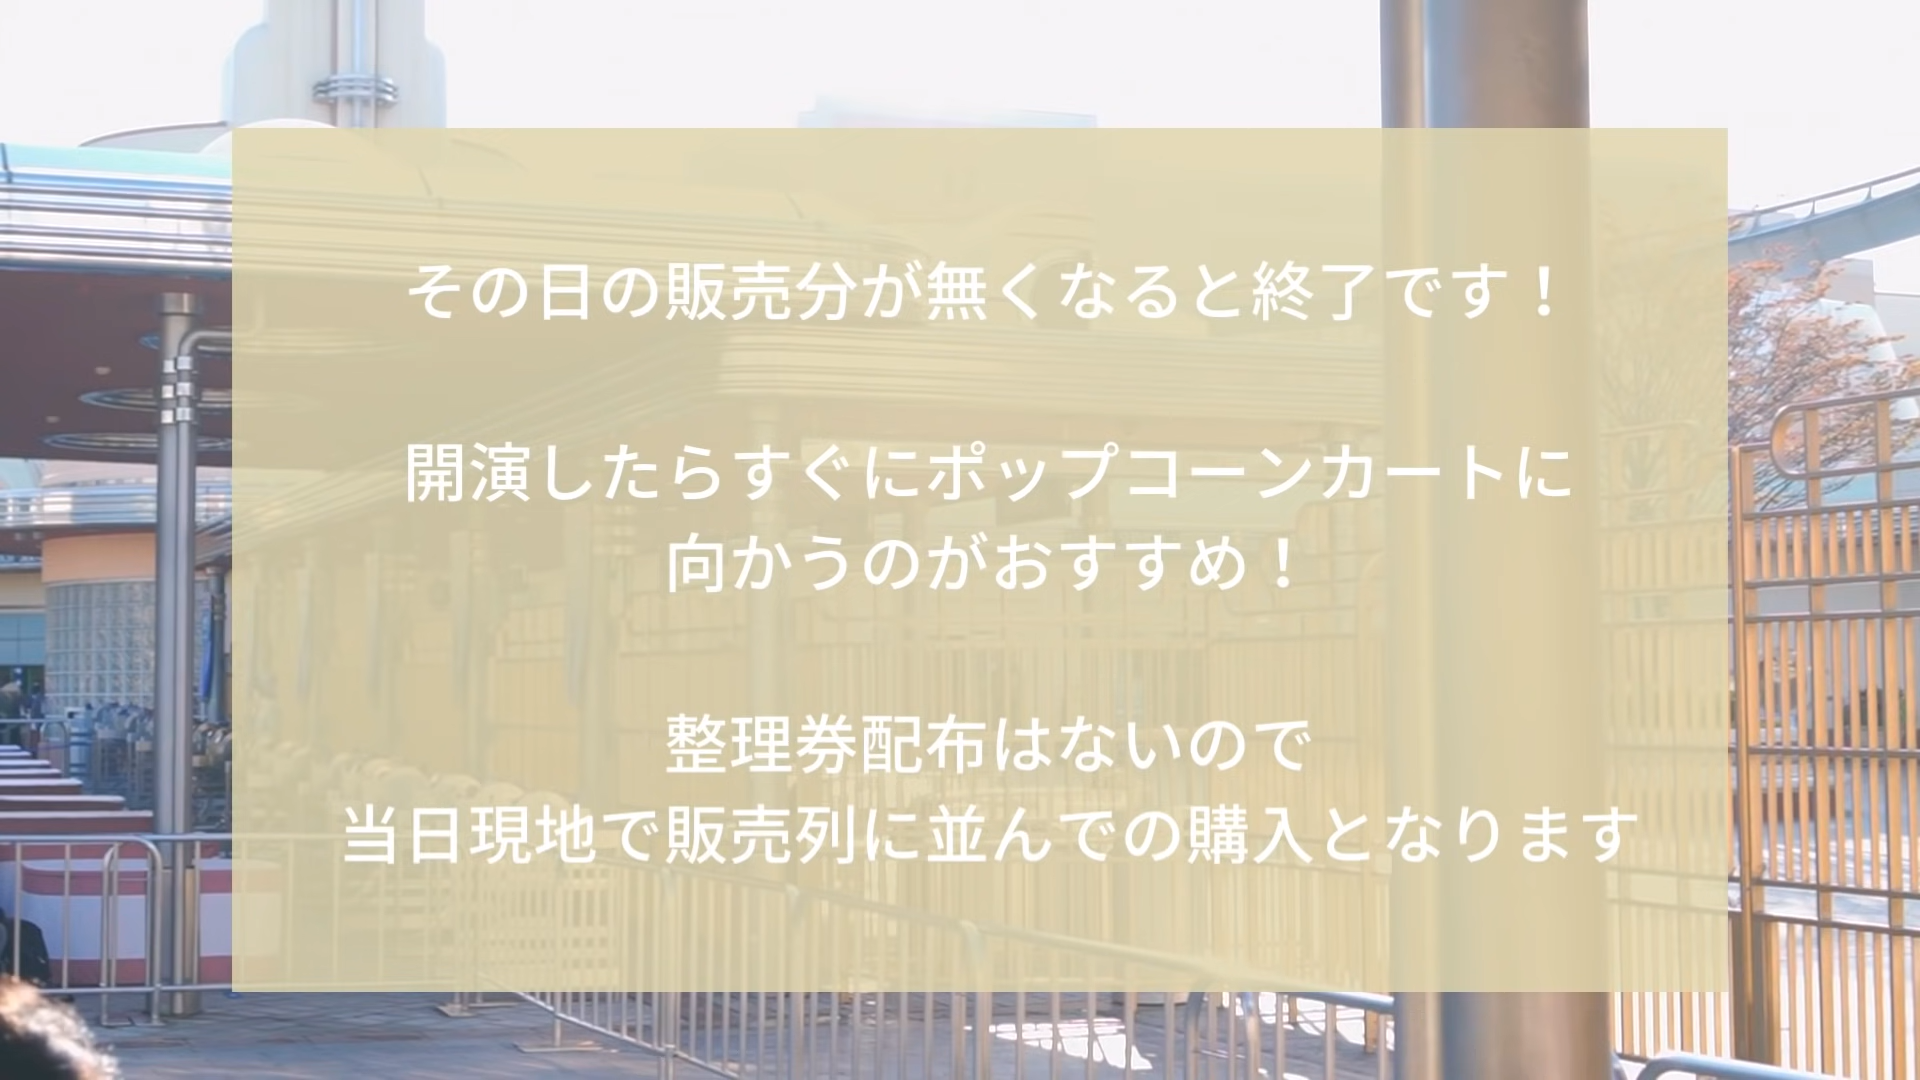 その日の販売分が無くなると終了です！
開演したらすぐにポップコーンカートに
向かうのがおすすめ！
整理券配布はないので
当日現地で販売列に並んでの購入となります